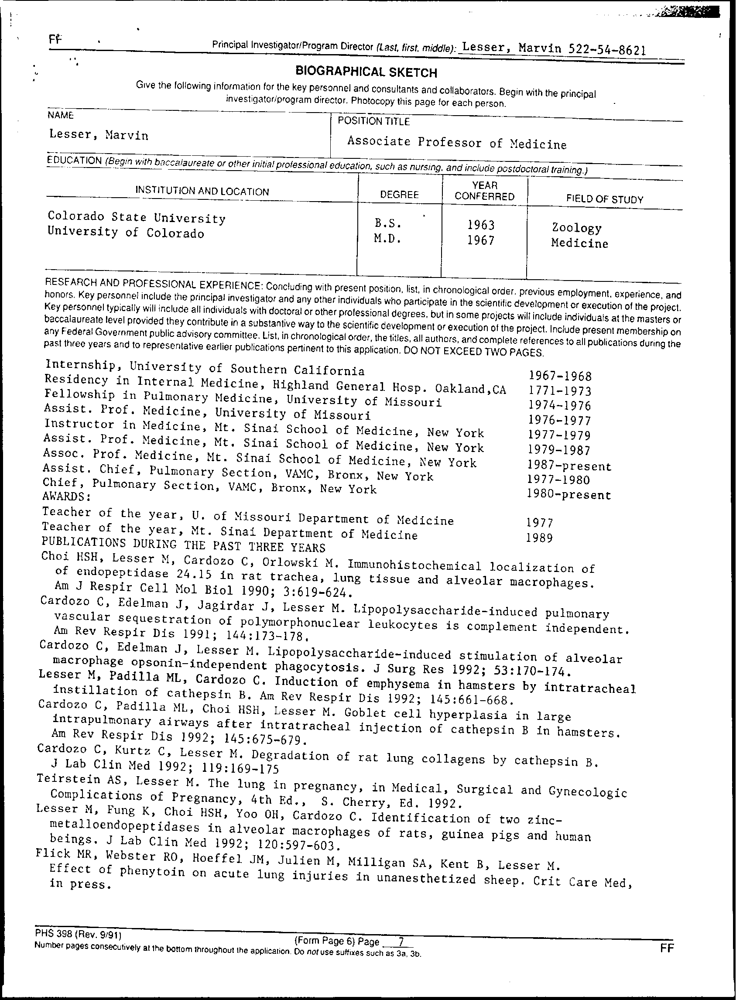 FF
Principal Investigator/Program Director (Last, first, middle): Lesser, Marvin 522-54-8621
BIOGRAPHICAL SKETCH
Give the following information for the key personnel and consultants and collaborators. Begin with the principal
investigator/program director. Photocopy this page for each person.
NAME
Lesser, Marvin
POSITION TITLE
Associate Professor of Medicine
EDUCATION (Begin with baccalaureate or other initial professional education, such as nursing, and include postdoctoral training.)
INSTITUTION AND LOCATION DEGREE YEAR CONFERRED FIELD OF STUDY
Colorado State University B.S. 1963 Zoology
University of Colorado M.D. 1967 Medicine
RESEARCH AND PROFESSIONAL EXPERIENCE: Concluding with present position, list, in chronological order, previous employment, experience, and
honors. Key personnel include the principal investigator and any other individuals who participate in the scientific development or execution of the project.
Key personnel typically will include all individuals with doctoral or other professional degrees, but in some projects will include individuals at the masters or
baccalaureate level provided they contribute in a substantive way to the scientific development or execution of the project. Include present membership on
any Federal Government public advisory committee. List, in chronological order, the titles, all authors, and complete references to all publications during the
past three years and to representative earlier publications pertinent to this application. DO NOT EXCEED TWO PAGES.
Internship, University of Southern California 1967-1968
Residency in Internal Medicine, Highland General Hosp. Oakland,CA 1771-1973
Fellowship in Pulmonary Medicine, University of Missouri 1974-1976
Assist. Prof. Medicine, University of Missouri 1976-1977
Instructor in Medicine, Mt. Sinai School of Medicine, New York 1977-1979
Assist. Prof. Medicine, Mt. Sinai School of Medicine, New York 1979-1987
Assoc. Prof. Medicine, Mt. Sinai School of Medicine, New York 1987-present
Assist. Chief, Pulmonary Section, VAMC, Bronx, New York 1977-1980
Chief, Pulmonary Section, VAMC, Bronx, New York 1980-present
AWARDS:
Teacher of the year, U. of Missouri Department of Medicine 1977
Teacher of the year, Mt. Sinai Department of Medicine 1989
PUBLICATIONS DURING THE PAST THREE YEARS
Choi HSH, Lesser M, Cardozo C, Orlowski M. Immunohistochemical localization of
of endopeptidase 24.15 in rat trachea, lung tissue and alveolar macrophages.
Am J Respir Cell Mol Biol 1990; 3:619-624.
Cardozo C, Edelman J, Jagirdar J, Lesser M. Lipopolysaccharide-induced pulmonary
vascular sequestration of polymorphonuclear leukocytes is complement independent.
Am Rev Respir Dis 1991; 144:173-178.
Cardozo C, Edelman J, Lesser M. Lipopolysaccharide-induced stimulation of alveolar
macrophage opsonin-independent phagocytosis. J Surg Res 1992; 53:170-174.
Lesser M, Padilla ML, Cardozo C. Induction of emphysema in hamsters by intratracheal
instillation of cathepsin B. Am Rev Respir Dis 1992; 145:661-668.
Cardozo C, Padilla ML, Choi HSH, Lesser M. Goblet cell hyperplasia in large
intrapulmonary airways after intratracheal injection of cathepsin B in hamsters.
Am Rev Respir Dis 1992; 145:675-679.
Cardozo C, Kurtz C, Lesser M. Degradation of rat lung collagens by cathepsin B.
J Lab Clin Med 1992; 119:169-175
Teirstein AS, Lesser M. The lung in pregnancy, in Medical, Surgical and Gynecologic
Complications of Pregnancy, 4th Ed., S. Cherry, Ed. 1992.
Lesser M, Fung K, Choi HSH, Yoo OH, Cardozo C. Identification of two zinc-
metalloendopeptidases in alveolar macrophages of rats, guinea pigs and human
beings. J Lab Clin Med 1992; 120:597-603.
Flick MR, Webster RO, Hoeffel JM, Julien M, Milligan SA, Kent B, Lesser M.
Effect of phenytoin on acute lung injuries in unanesthetized sheep. Crit Care Med,
in press.
PHS 398 (Rev. 9/91) (Form Page 6) Page 7 FF
Number pages consecutively at the bottom throughout the application. Do not use suffixes such as 3a, 3b.